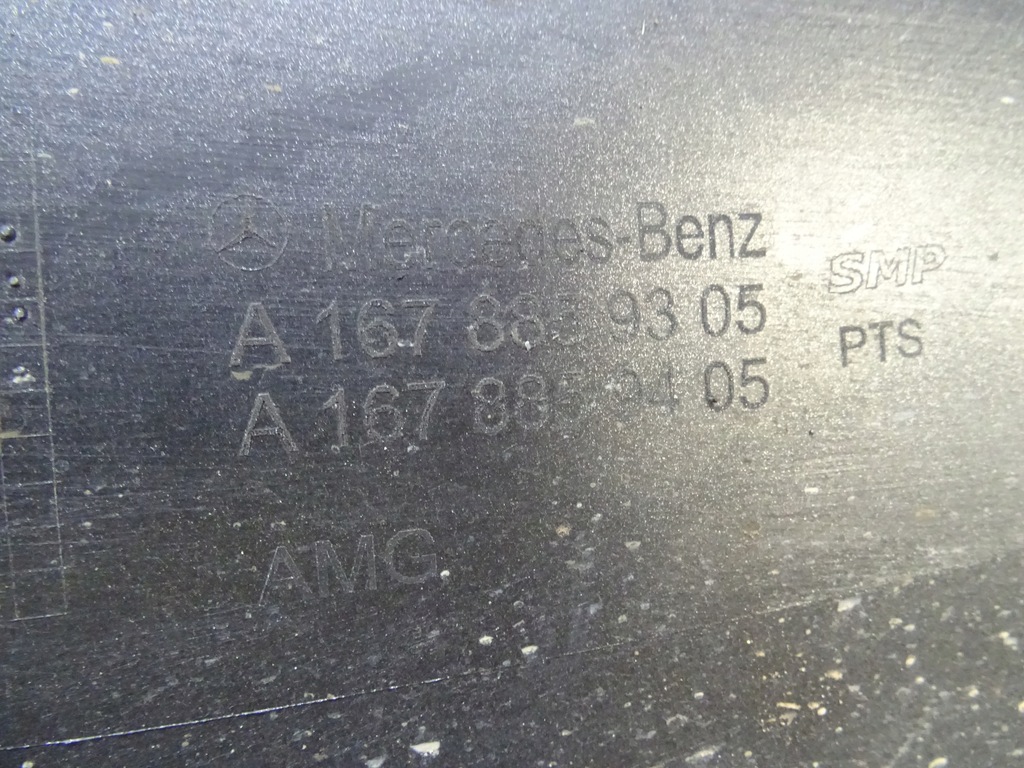 Mercedes-Benz
A 167 885 93 05
A 167 885 94 05
SMP
PTS
AMG